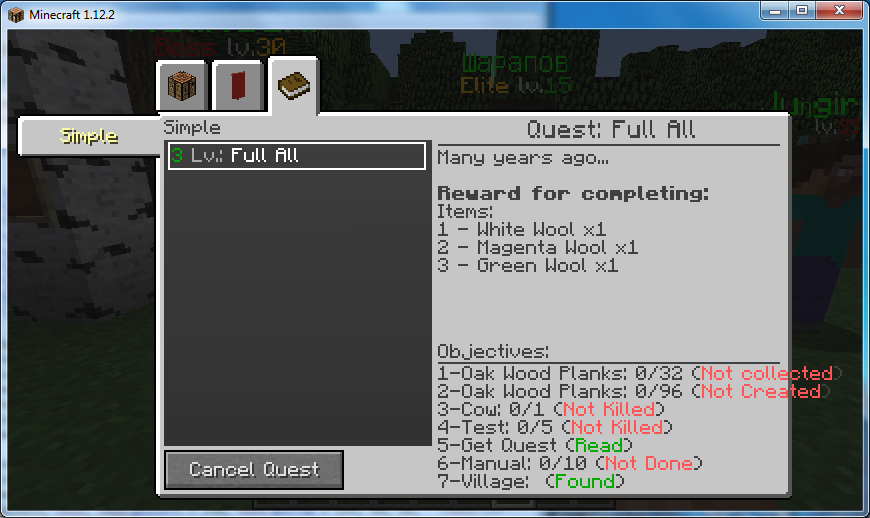 Minecraft 1.12.2
lv.30
шарапов
Elite lv.15
Jungir
lv.
Simple
Simple
3 Lv.: Full All
Cancel Quest
Quest: Full All
Many years ago...
Reward for completing:
Items:
1 - White Wool x1
2 - Magenta Wool x1
3 - Green Wool x1
Objectives:
1-Oak Wood Planks: 0/32 (Not collected)
2-Oak Wood Planks: 0/96 (Not Created)
3-Cow: 0/1 (Not Killed)
4-Test: 0/5 (Not Killed)
5-Get Quest (Read)
6-Manual: 0/10 (Not Done)
7-Village:  (Found)